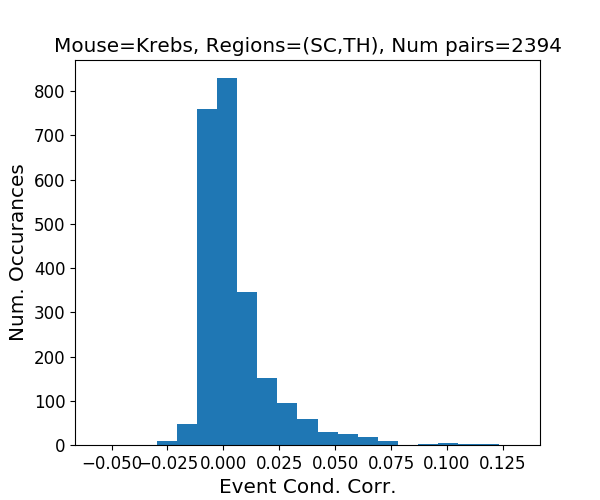 Mouse=Krebs, Regions=(SC,TH), Num pairs=2394
Num. Occurances
800
700
600
500
400
300
200
100
0
−0.050 −0.025 0.000 0.025 0.050 0.075 0.100 0.125
Event Cond. Corr.